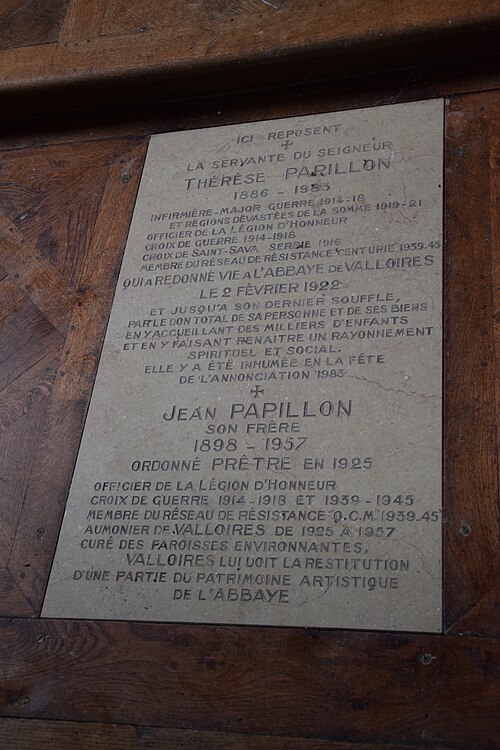 ICI REPOSENT
LA SERVANTE DU SEIGNEUR
THÉRÈSE PAPILLON
1886 - 1983
INFIRMIÈRE-MAJOR GUERRE 1914-18
ET RÉGIONS DÉVASTÉES DE LA SOMME 1919-21
OFFICIER DE LA LÉGION D'HONNEUR
CROIX DE GUERRE 1914-1918
CROIX DE SAINT-SAVA SERBIE 1916
MEMBRE DU RÉSEAU DE RÉSISTANCE "CENTURIE" 1939-45
QUI A REDONNÉ VIE A L'ABBAYE DE VALLOIRES
LE 2 FÉVRIER 1922
ET JUSQU'A SON DERNIER SOUFFLE,
PAR LE DON TOTAL DE SA PERSONNE ET DE SES BIENS
EN Y ACCUEILLANT DES MILLIERS D'ENFANTS
ET EN Y FAISANT RENAITRE UN RAYONNEMENT
SPIRITUEL ET SOCIAL.
ELLE Y A ÉTÉ INHUMÉE EN LA FÊTE
DE L'ANNONCIATION 1983
JEAN PAPILLON
SON FRÈRE
1898 - 1957
ORDONNÉ PRÊTRE EN 1925
OFFICIER DE LA LÉGION D'HONNEUR
CROIX DE GUERRE 1914-1918 ET 1939-1945
MEMBRE DU RÉSEAU DE RÉSISTANCE "O.C.M." 1939-45
AUMONIER DE VALLOIRES DE 1925 A 1957
CURÉ DES PAROISSES ENVIRONNANTES,
VALLOIRES LUI DOIT LA RESTITUTION
D'UNE PARTIE DU PATRIMOINE ARTISTIQUE
DE L'ABBAYE